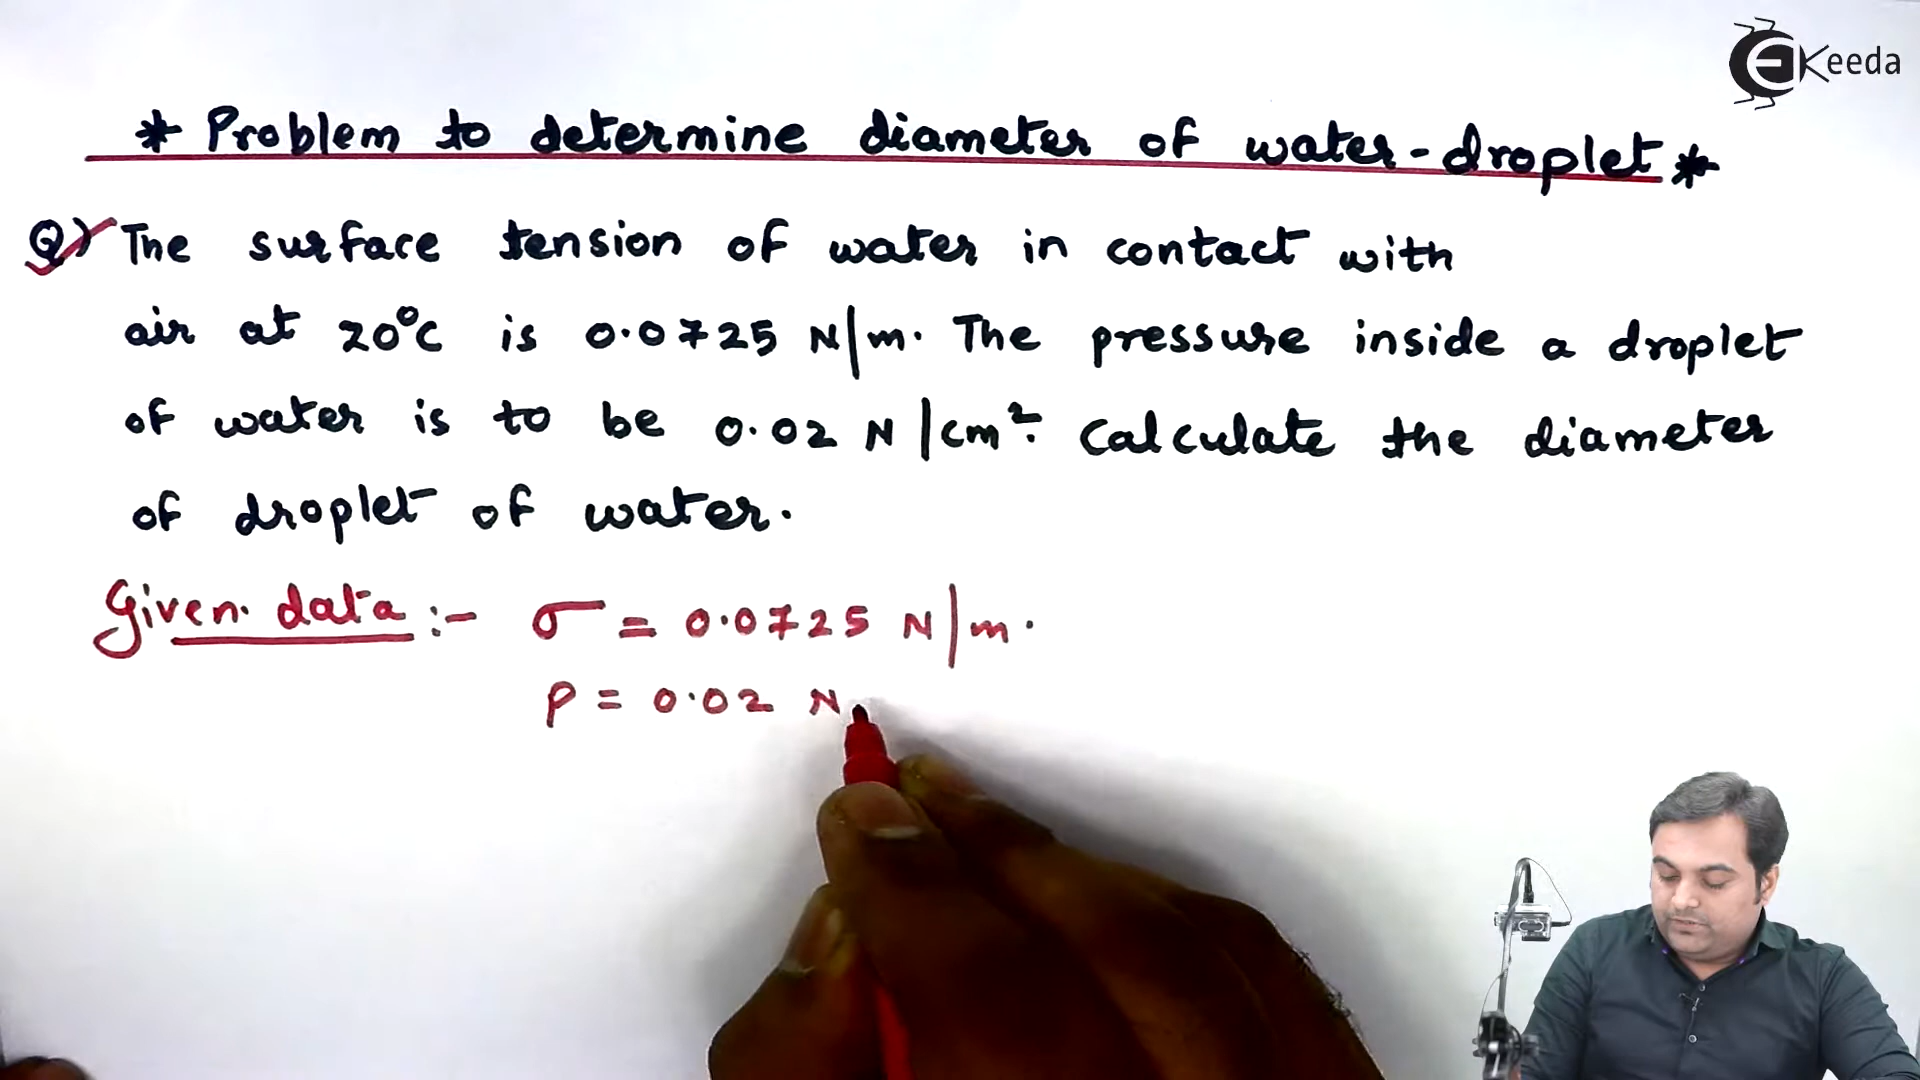 EKeeda
* Problem to determine diameter of water-droplet *
Q) The surface tension of water in contact with
air at 20°C is 0.0725 N/m. The pressure inside a droplet
of water is to be 0.02 N/cm². Calculate the diameter
of droplet of water.
Given data :- σ = 0.0725 N/m.
P = 0.02 N